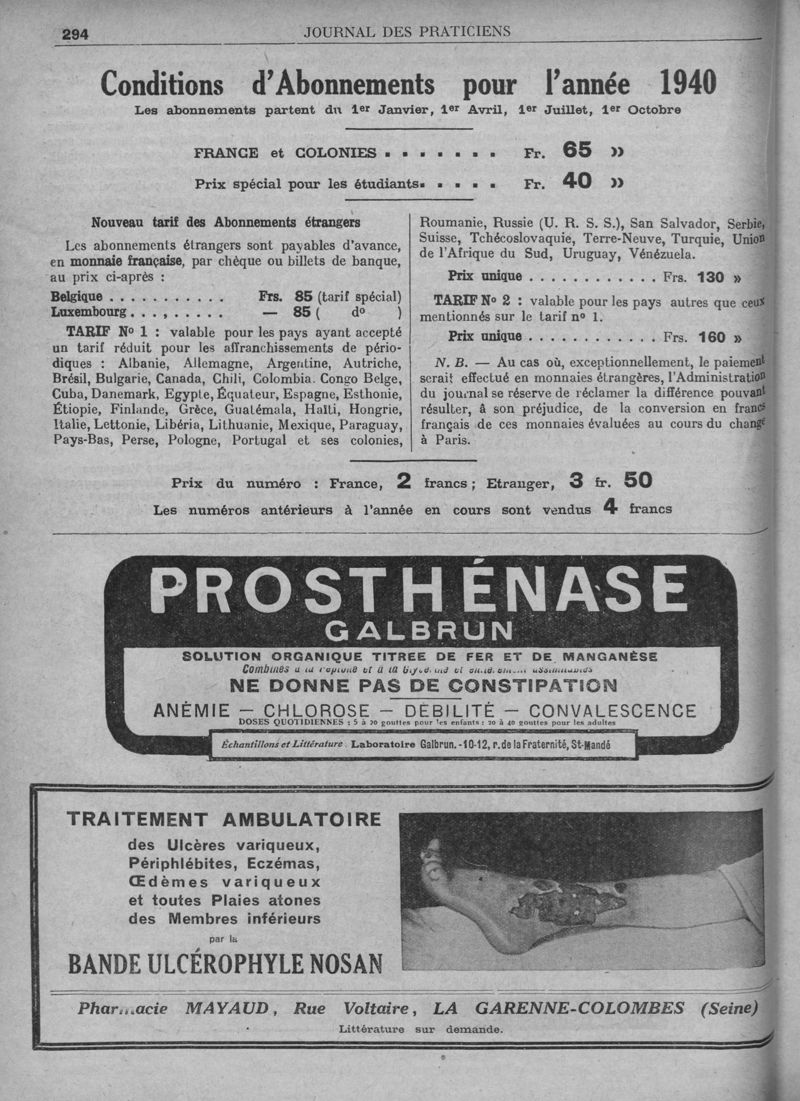 294
JOURNAL DES PRATICIENS
Conditions d'Abonnements pour l'année 1940
Les abonnements partent du 1er Janvier, 1er Avril, 1er Juillet, 1er Octobre
FRANCE et COLONIES . . . . . . . Fr. 65 »
Prix spécial pour les étudiants. . . . . Fr. 40 »
Nouveau tarif des Abonnements étrangers
Les abonnements étrangers sont payables d'avance,
en monnaie française, par chèque ou billets de banque,
au prix ci-après :
Belgique . . . . . . . . . . . Frs. 85 (tarif spécial)
Luxembourg . . . , . . . . . — 85 ( do )
TARIF No 1 : valable pour les pays ayant accepté
un tarif réduit pour les affranchissements de pério-
diques : Albanie, Allemagne, Argentine, Autriche,
Brésil, Bulgarie, Canada, Chili, Colombia. Congo Belge,
Cuba, Danemark, Egypte, Équateur, Espagne, Esthonie,
Étiopie, Finlande, Grèce, Guatémala, Haïti, Hongrie,
Italie, Lettonie, Libéria, Lithuanie, Mexique, Paraguay,
Pays-Bas, Perse, Pologne, Portugal et ses colonies,
Roumanie, Russie (U. R. S. S.), San Salvador, Serbie,
Suisse, Tchécoslovaquie, Terre-Neuve, Turquie, Union
de l'Afrique du Sud, Uruguay, Vénézuela.
Prix unique . . . . . . . . . . . . Frs. 130 »
TARIF No 2 : valable pour les pays autres que ceux
mentionnés sur le tarif no 1.
Prix unique . . . . . . . . . . . . Frs. 160 »
N. B. — Au cas où, exceptionnellement, le paiement
serait effectué en monnaies étrangères, l'Administration
du journal se réserve de réclamer la différence pouvant
résulter, à son préjudice, de la conversion en francs
français de ces monnaies évaluées au cours du change
à Paris.
Prix du numéro : France, 2 francs ; Etranger, 3 fr. 50
Les numéros antérieurs à l'année en cours sont vendus 4 francs
PROSTHÉNASE
GALBRUN
SOLUTION ORGANIQUE TITREE DE FER ET DE MANGANÈSE
Combinés à la et à la et
NE DONNE PAS DE CONSTIPATION
ANÉMIE — CHLOROSE — DÉBILITÉ — CONVALESCENCE
DOSES QUOTIDIENNES : 5 à 20 gouttes pour les enfants ; 10 à 40 gouttes pour les adultes
Échantillons et Littérature : Laboratoire Galbrun. - 10-12, r. de la Fraternité, St-Mandé
TRAITEMENT AMBULATOIRE
des Ulcères variqueux,
Périphlébites, Eczémas,
Œdèmes variqueux
et toutes Plaies atones
des Membres inférieurs
par la
BANDE ULCÉROPHYLE NOSAN
Pharmacie MAYAUD, Rue Voltaire, LA GARENNE-COLOMBES (Seine)
Littérature sur demande.